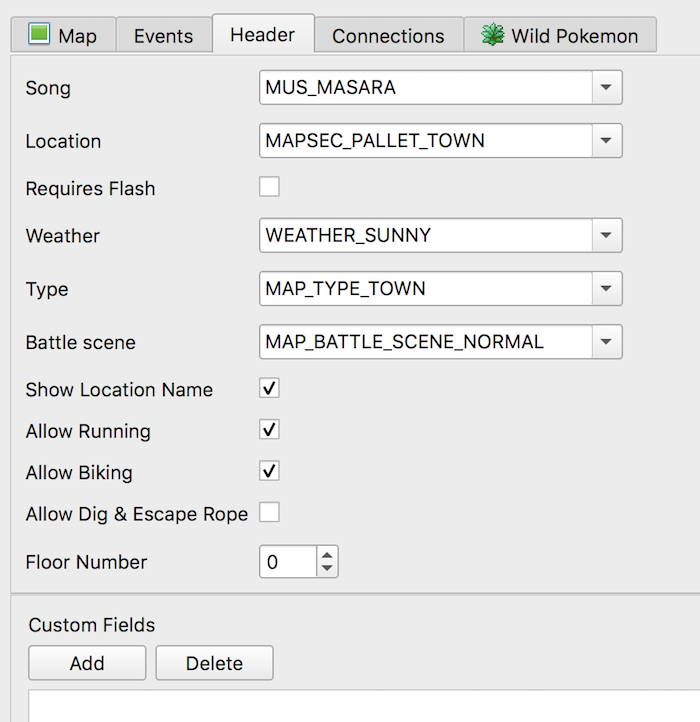 Map Events Header Connections Wild Pokemon
Song MUS_MASARA
Location MAPSEC_PALLET_TOWN
Requires Flash
Weather WEATHER_SUNNY
Type MAP_TYPE_TOWN
Battle scene MAP_BATTLE_SCENE_NORMAL
Show Location Name
Allow Running
Allow Biking
Allow Dig & Escape Rope
Floor Number 0
Custom Fields
Add Delete